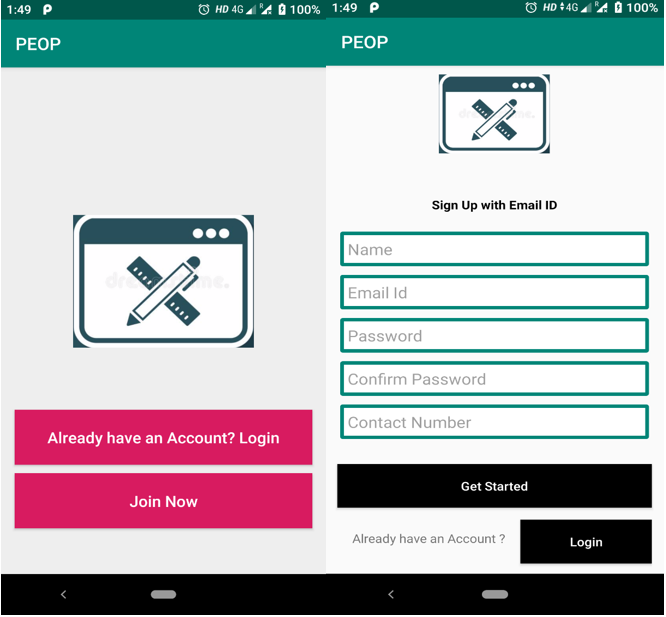 1:49 HD 4G R 100%
PEOP
Already have an Account? Login
Join Now
1:49 HD 4G R 100%
PEOP
Sign Up with Email ID
Name
Email Id
Password
Confirm Password
Contact Number
Get Started
Already have an Account ?
Login